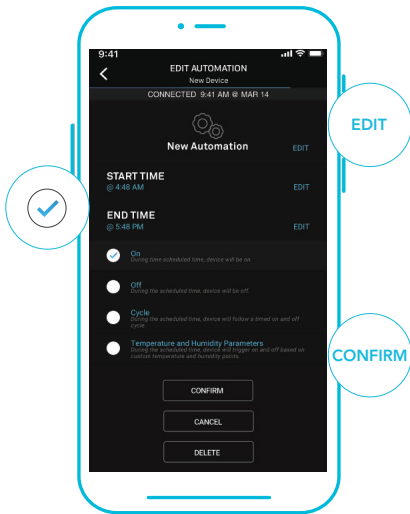 9:41
EDIT AUTOMATION
New Device
CONNECTED 9:41 AM @ MAR 14
New Automation
EDIT
EDIT
START TIME
@ 4:48 AM
EDIT
END TIME
@ 5:48 PM
EDIT
On
During time scheduled time, device will be un.
Off
During the scheduled time, device will be off.
Cycle
During the scheduled time, device will follow a timed on and off
cycle.
Temperature and Humidity Parameters
During the scheduled time, device will trigger on and off based on
custom temperature and humidity points.
CONFIRM
CONFIRM
CANCEL
DELETE